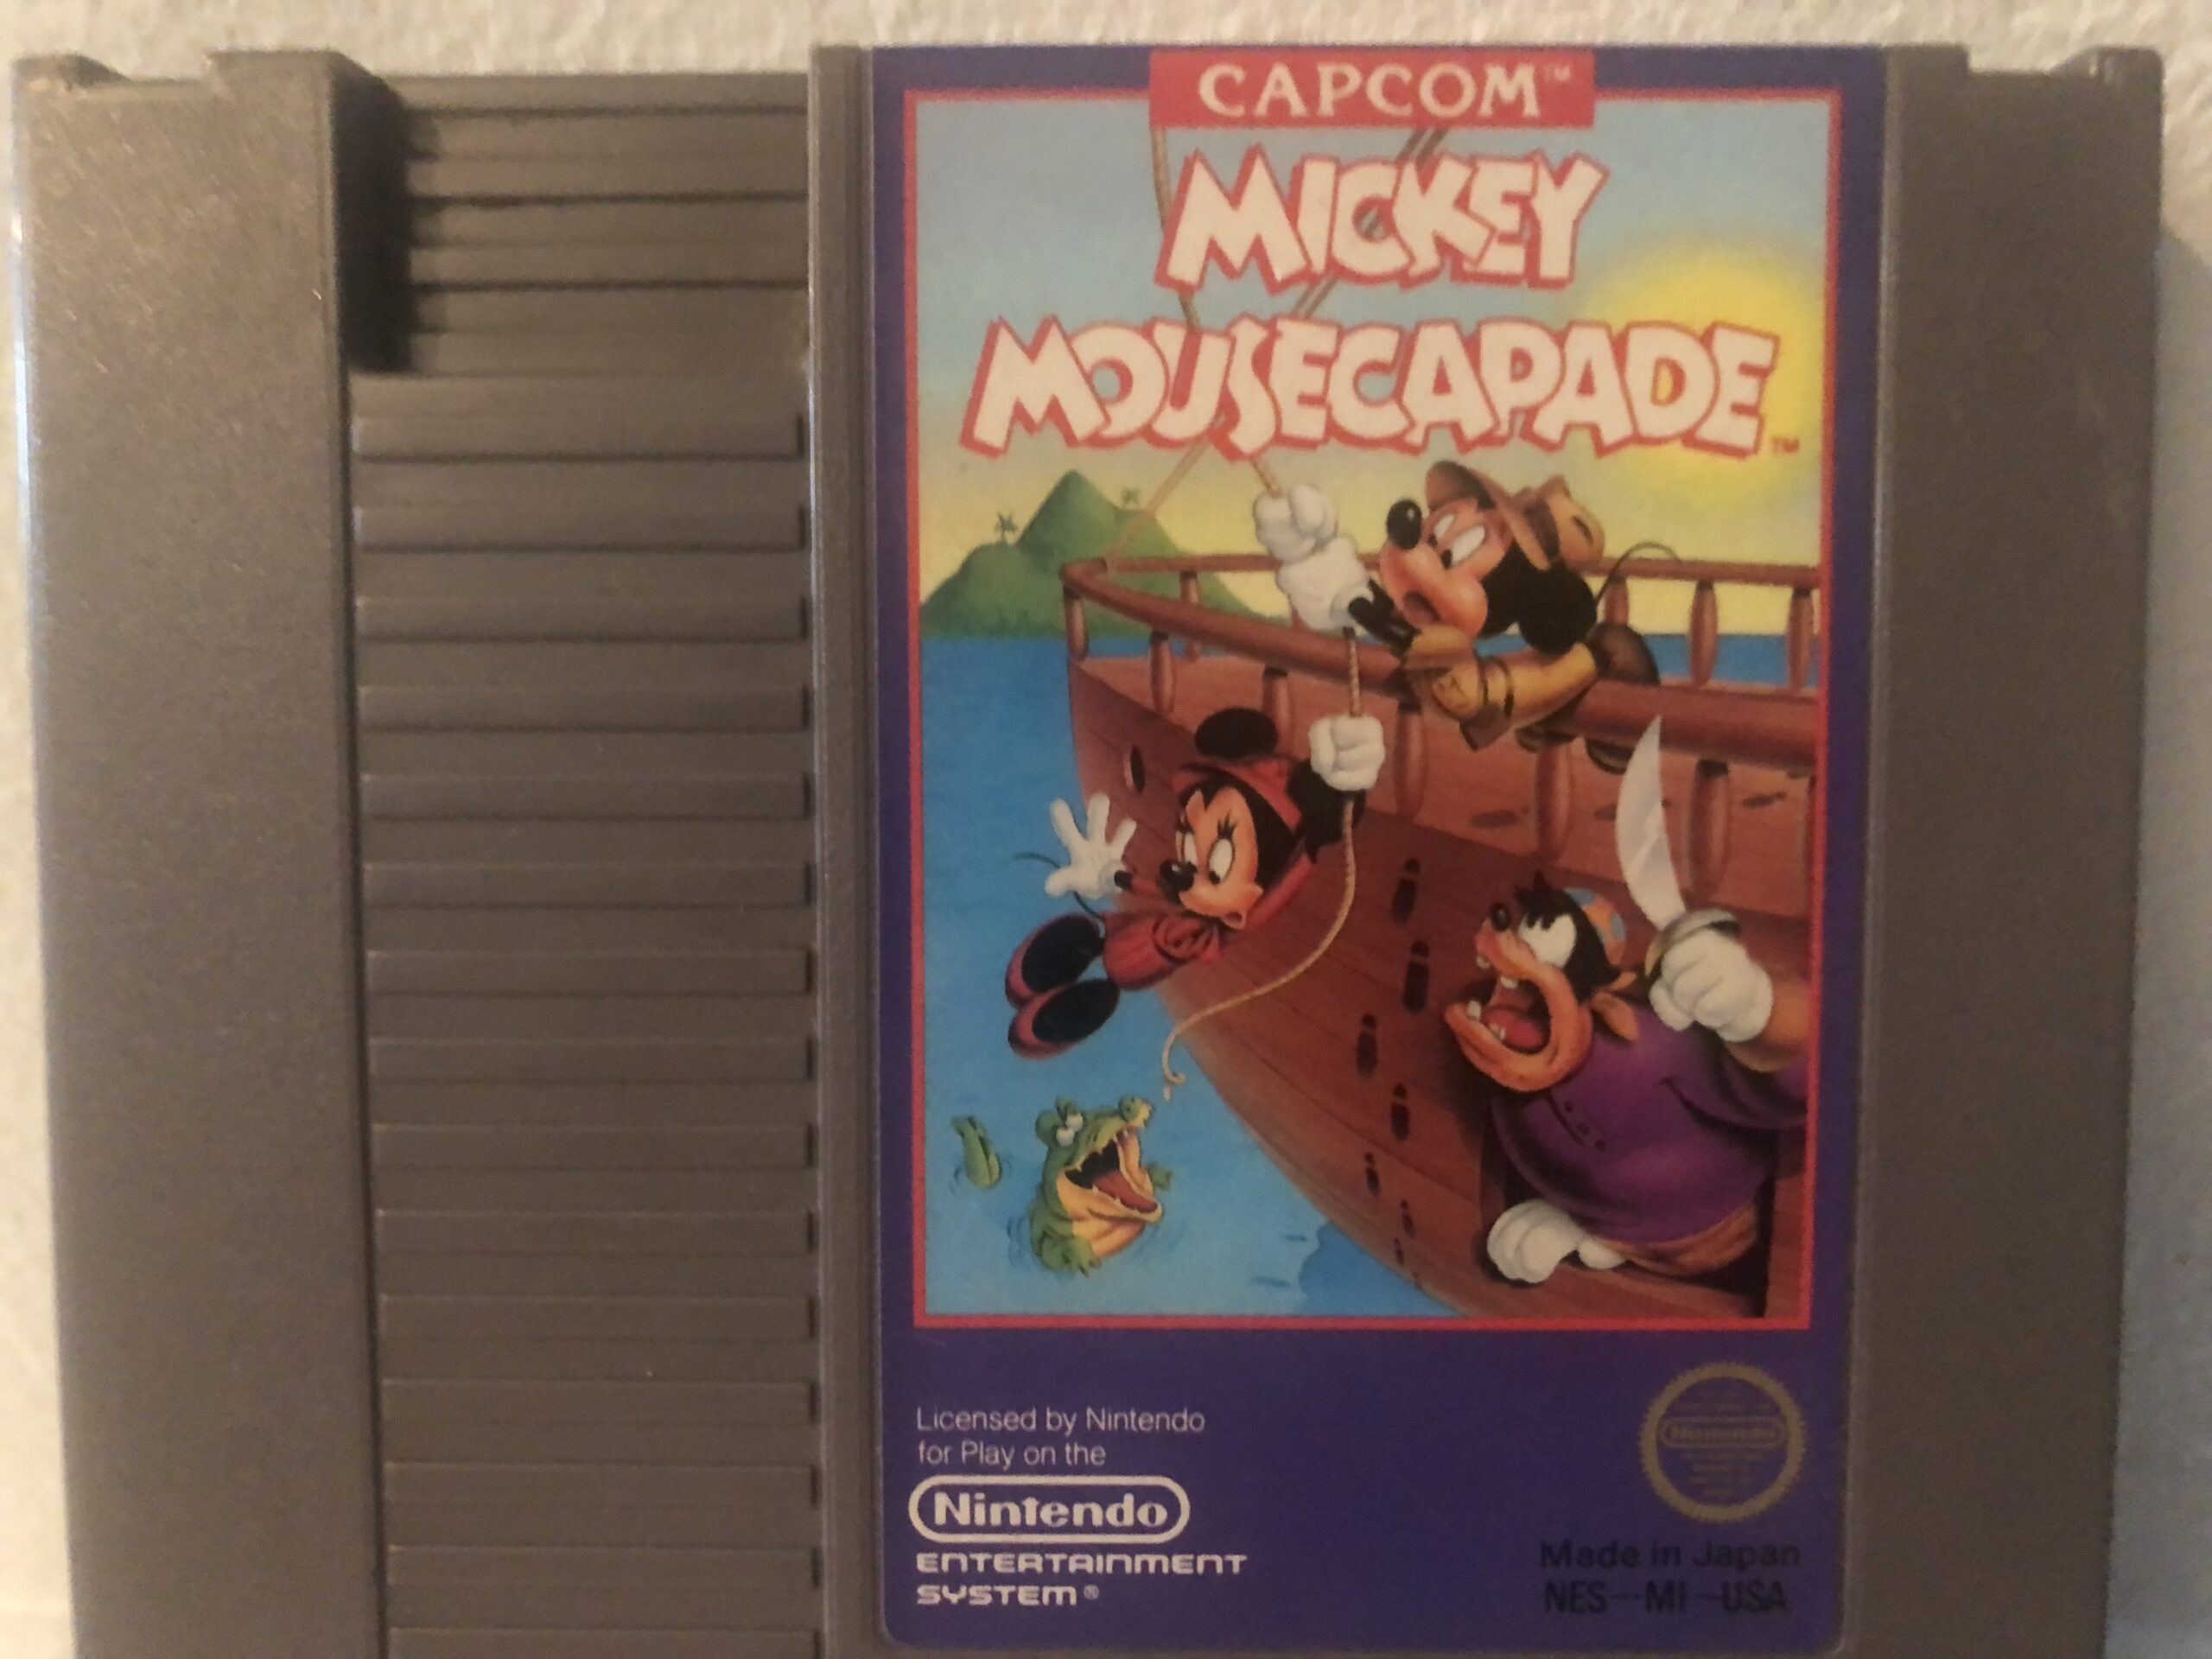 CAPCOM™
MICKEY
MOUSECAPADE™
Licensed by Nintendo
for Play on the
Nintendo
ENTERTAINMENT
SYSTEM®
Nintendo
Made in Japan
NES-MI-USA